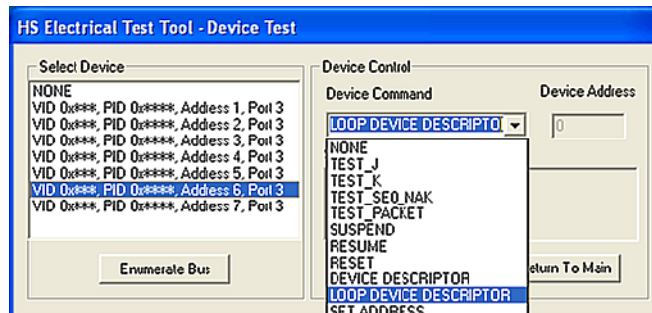 HS Electrical Test Tool - Device Test
Select Device
NONE
VID 0x***, PID 0x****, Address 1, Port 3
VID 0x***, PID 0x****, Address 2, Port 3
VID 0x***, PID 0x****, Address 3, Port 3
VID 0x***, PID 0x****, Address 4, Port 3
VID 0x***, PID 0x****, Address 5, Port 3
VID 0x***, PID 0x****, Address 6, Port 3
VID 0x***, PID 0x****, Address 7, Port 3
Enumerate Bus
Device Control
Device Command
Device Address
LOOP DEVICE DESCRIPTO
0
NONE
TEST_J
TEST_K
TEST_SE0_NAK
TEST_PACKET
SUSPEND
RESUME
RESET
DEVICE DESCRIPTOR
LOOP DEVICE DESCRIPTOR
SET ADDRESS
eturn To Main